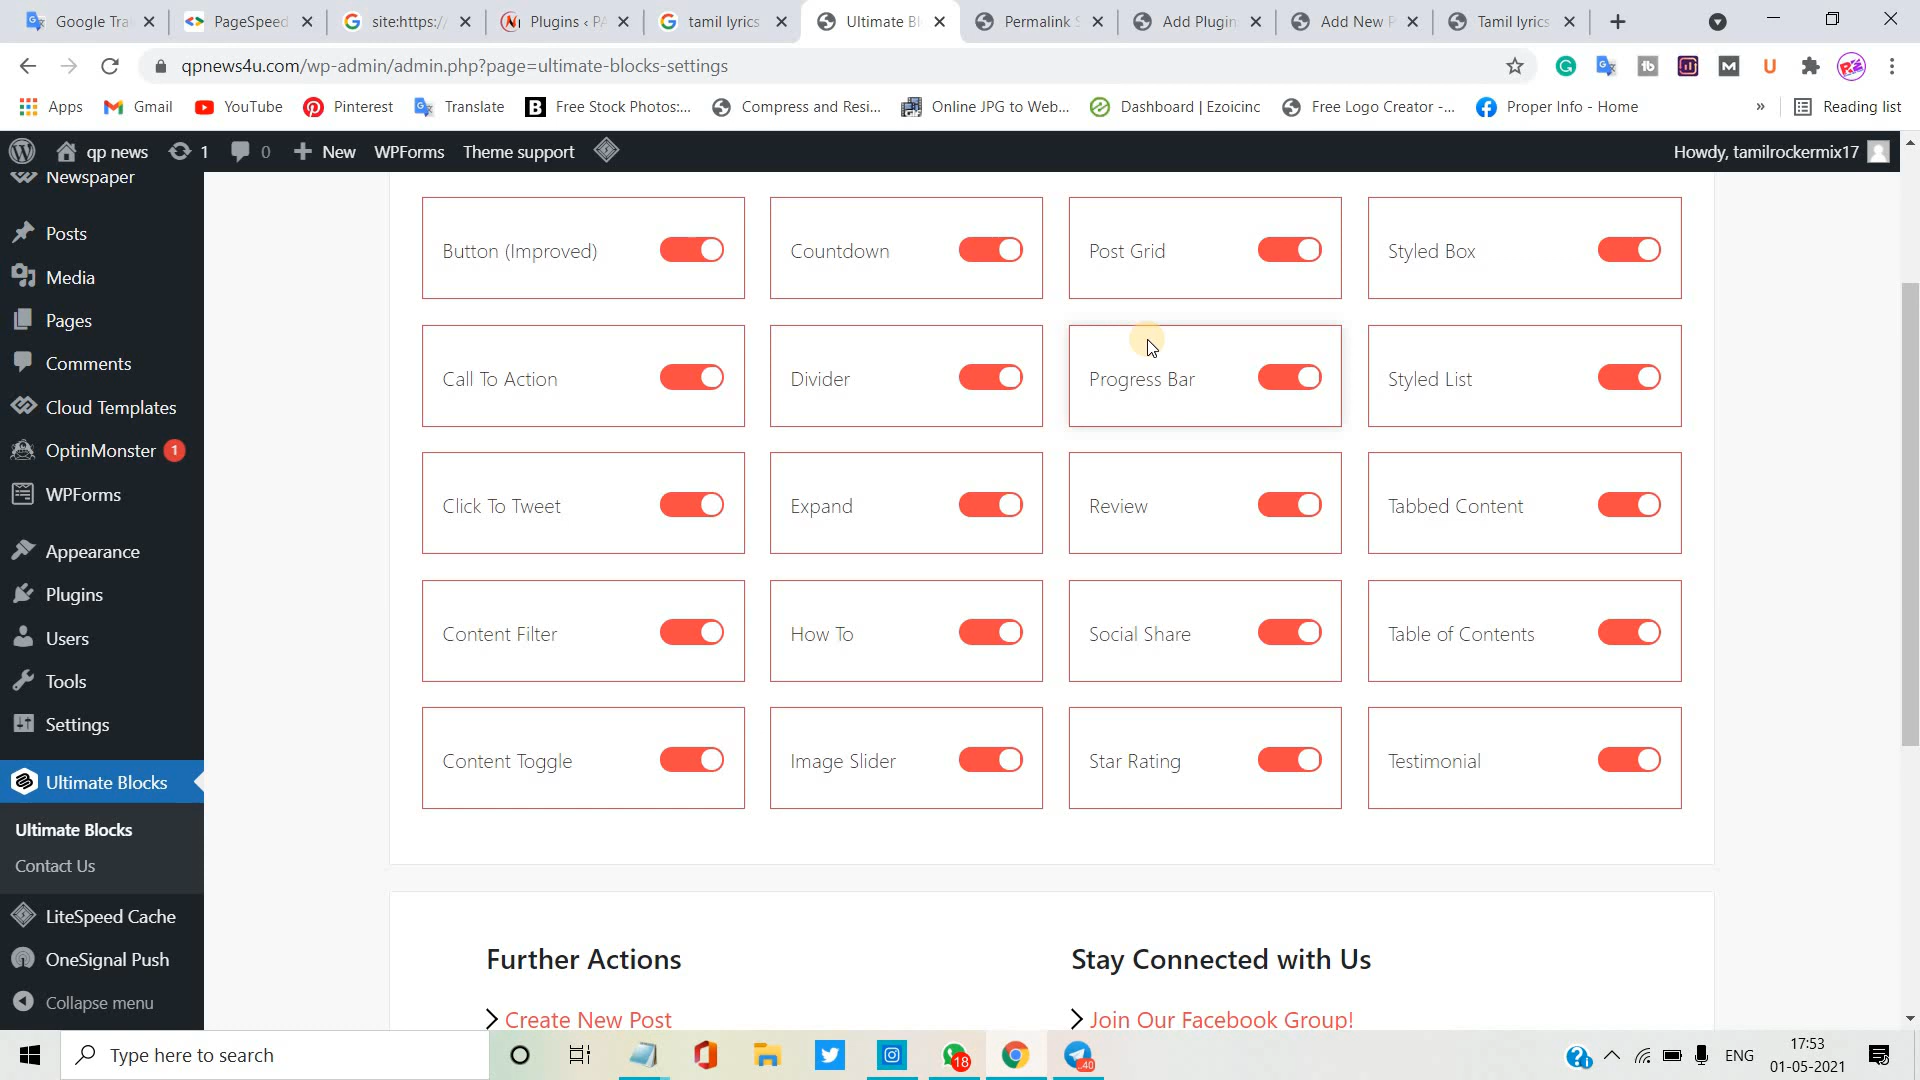 Google Tra
PageSpeed
site:https:/
Plugins ‹ PA
tamil lyrics
Ultimate Bl
Permalink S
Add Plugin
Add New P
Tamil lyrics
qpnews4u.com/wp-admin/admin.php?page=ultimate-blocks-settings
Apps Gmail YouTube Pinterest Translate Free Stock Photos:... Compress and Resi... Online JPG to Web... Dashboard | Ezoicinc Free Logo Creator -... Proper Info - Home » Reading list
qp news 1 0 New WPForms Theme support Howdy, tamilrockermix17
Newspaper
Posts
Media
Pages
Comments
Cloud Templates
OptinMonster 1
WPForms
Appearance
Plugins
Users
Tools
Settings
Ultimate Blocks
Ultimate Blocks
Contact Us
LiteSpeed Cache
OneSignal Push
Collapse menu
Button (Improved) Countdown Post Grid Styled Box
Call To Action Divider Progress Bar Styled List
Click To Tweet Expand Review Tabbed Content
Content Filter How To Social Share Table of Contents
Content Toggle Image Slider Star Rating Testimonial
Further Actions
Create New Post
Stay Connected with Us
Join Our Facebook Group!
Type here to search
18
40
ENG
17:53
01-05-2021